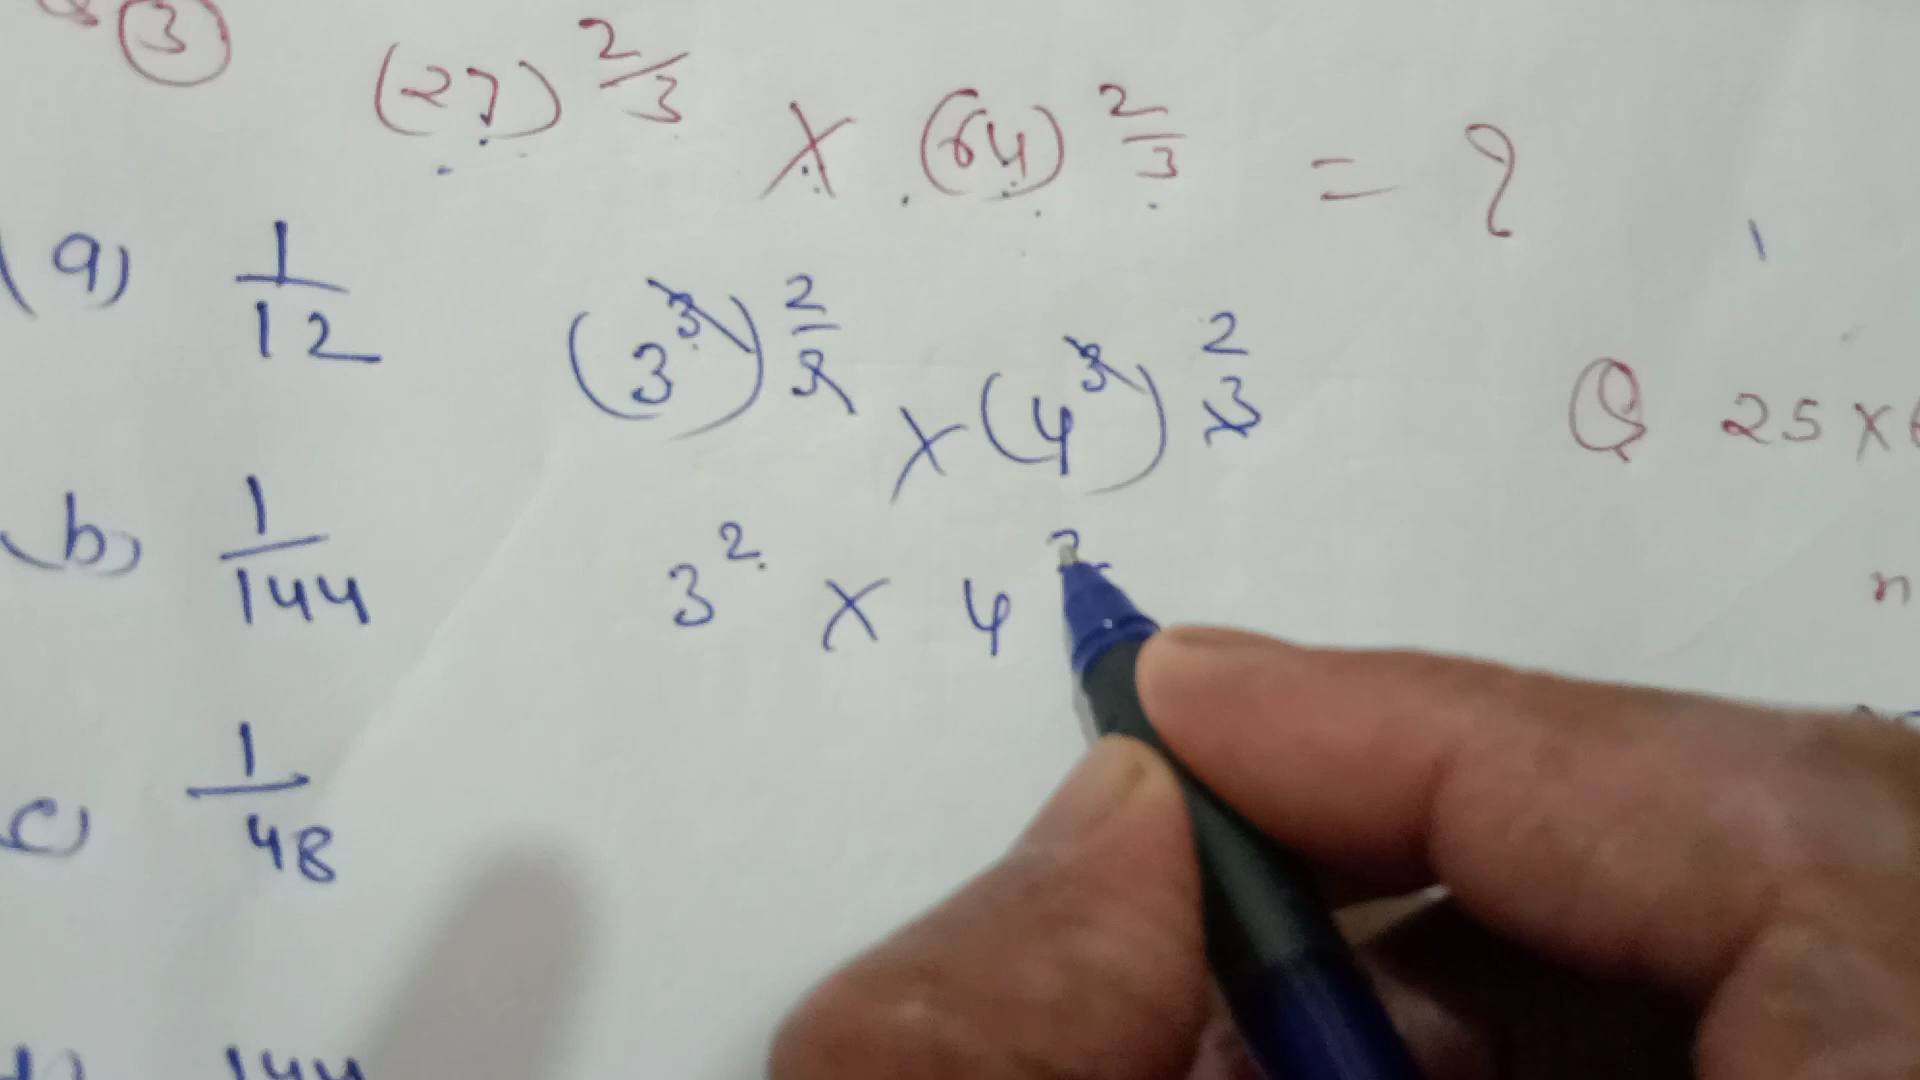 ③ (27)^2/3 × (64)^2/3 = ?
(a) 1/12
(3^3)^2/3 × (4^3)^2/3
Q 25 ×
(b) 1/144
3^2 × 4^2
n
c) 1/48
144